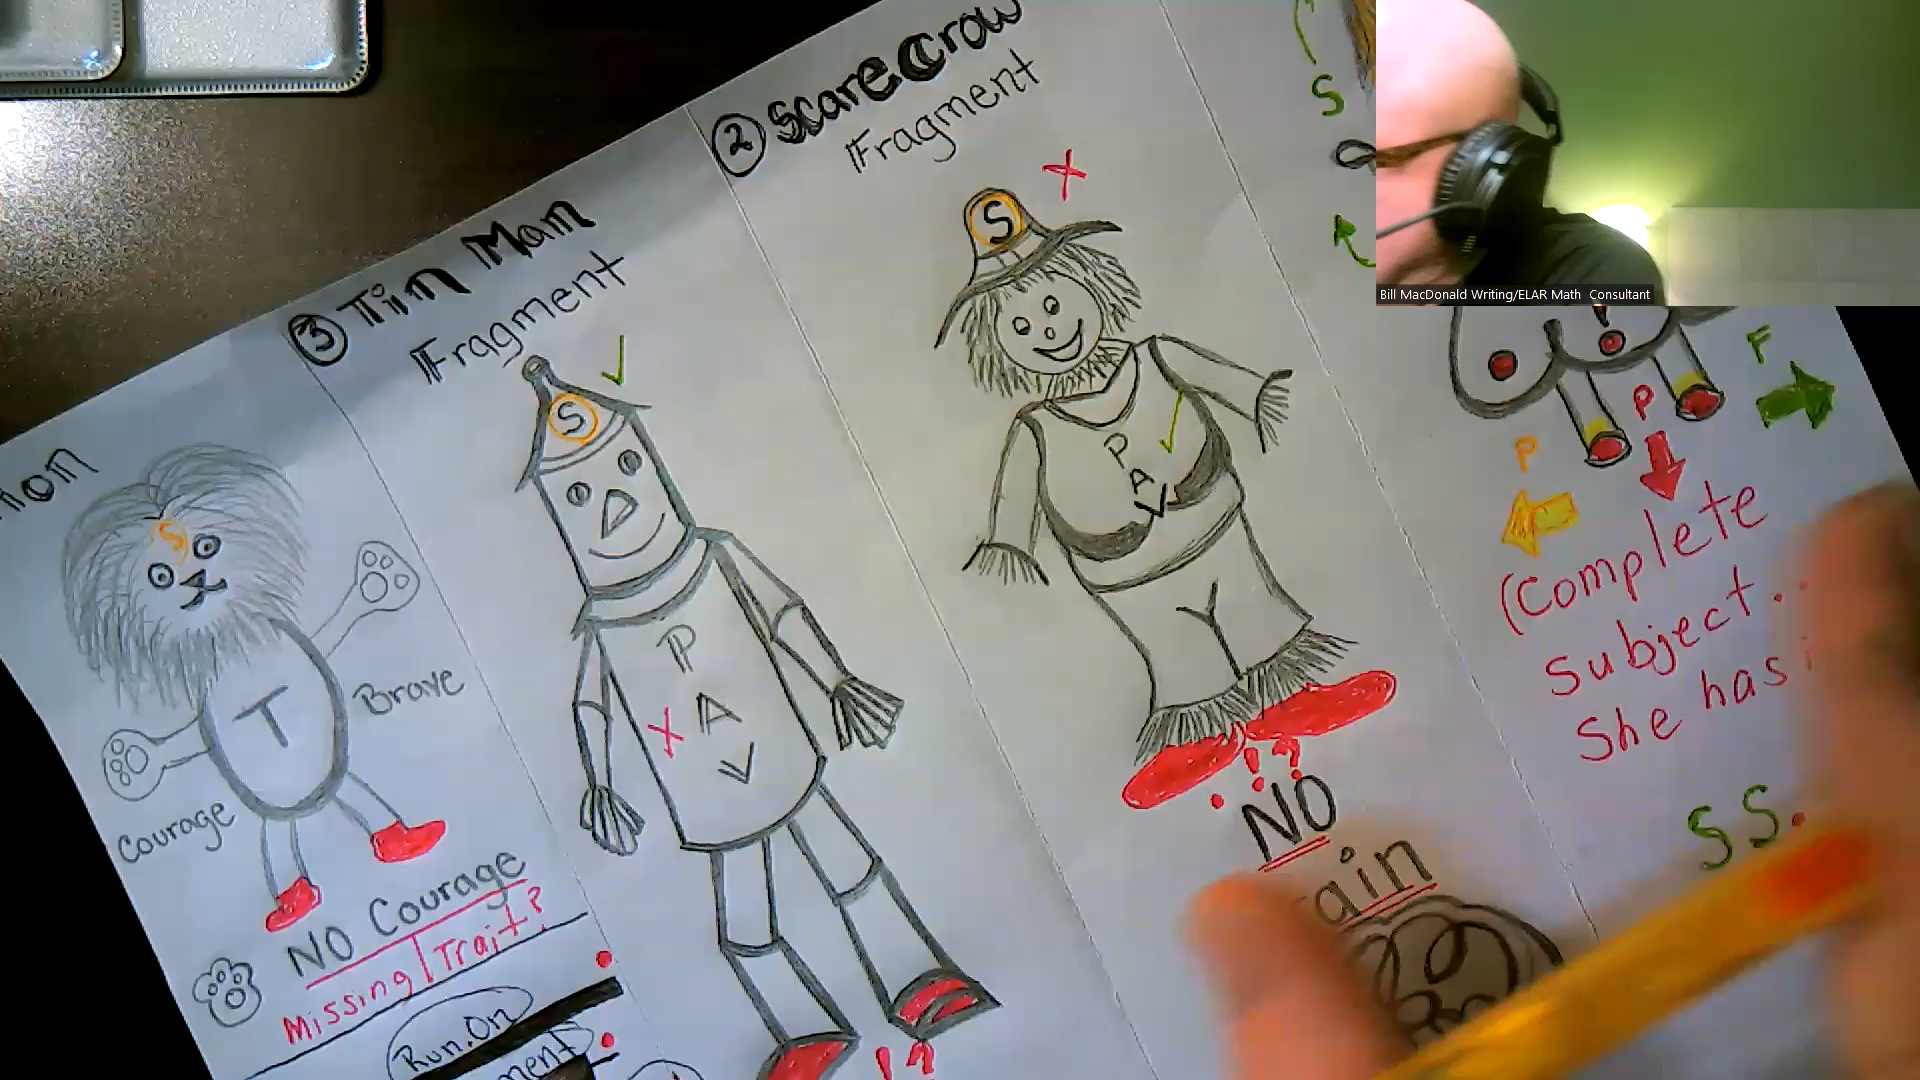 ② Scarecrow
Fragment
X
S
P
A
V
NO
③ Tin Man
Fragment
S
P
X A
V
! ?
S
T
Brave
Courage
NO Courage
Missing Trait?
Run.On
S
F
P
P
(Complete
subject.
She has
SS.
Bill MacDonald Writing/ELAR Math Consultant